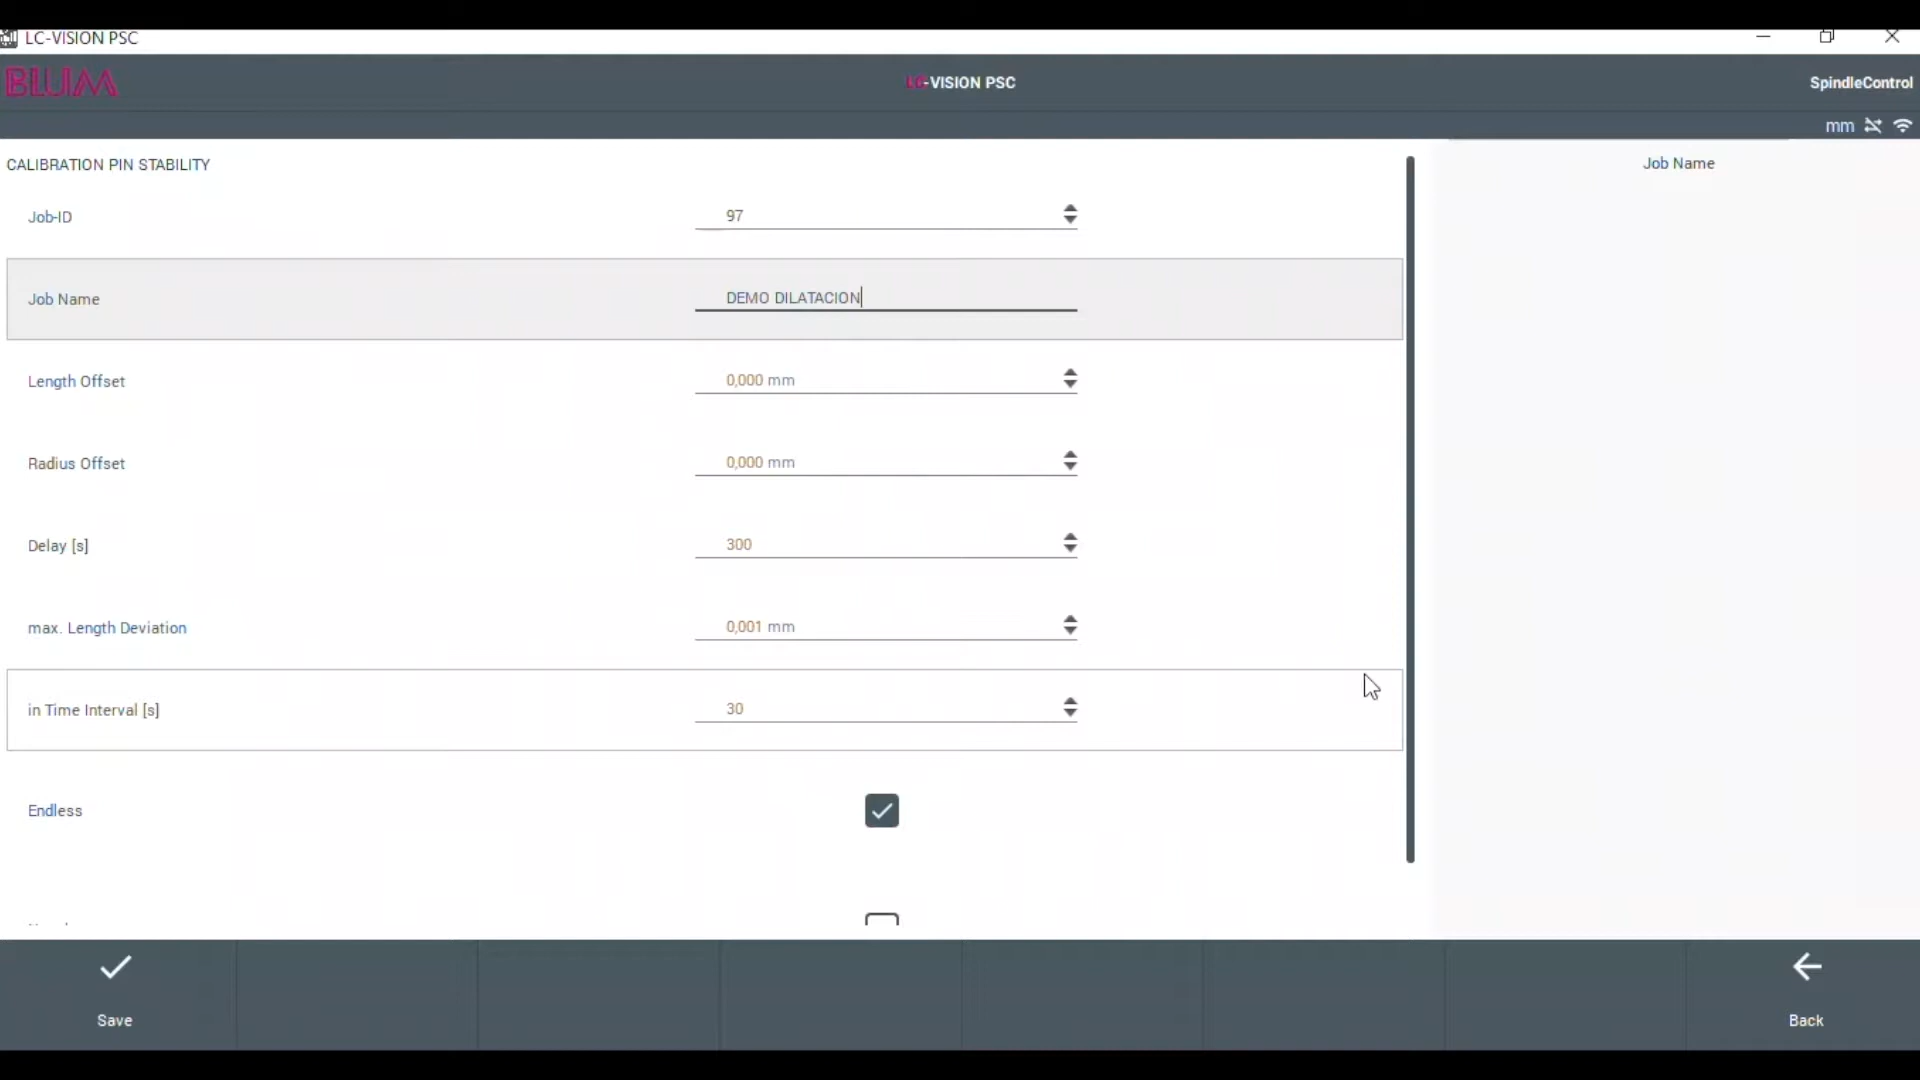 LC-VISION PSC
BLUM
LC-VISION PSC
SpindleControl
mm
CALIBRATION PIN STABILITY
Job Name
Job-ID
97
Job Name
DEMO DILATACION
Length Offset
0,000 mm
Radius Offset
0,000 mm
Delay [s]
300
max. Length Deviation
0,001 mm
in Time Interval [s]
30
Endless
Save
Back